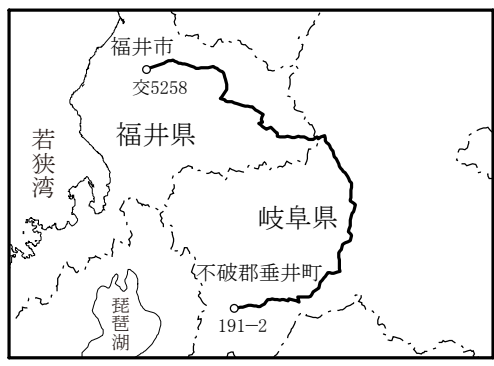 福井市
交5258
福井県
若狭湾
岐阜県
不破郡垂井町
191-2
琵琶湖